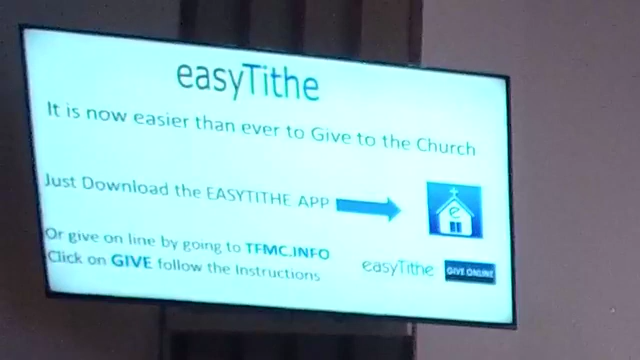 easyTithe
It is now easier than ever to Give to the Church
Just Download the EASYTITHE APP
e
Or give on line by going to TFMC.INFO
Click on GIVE follow the Instructions
easyTithe GIVE ONLINE